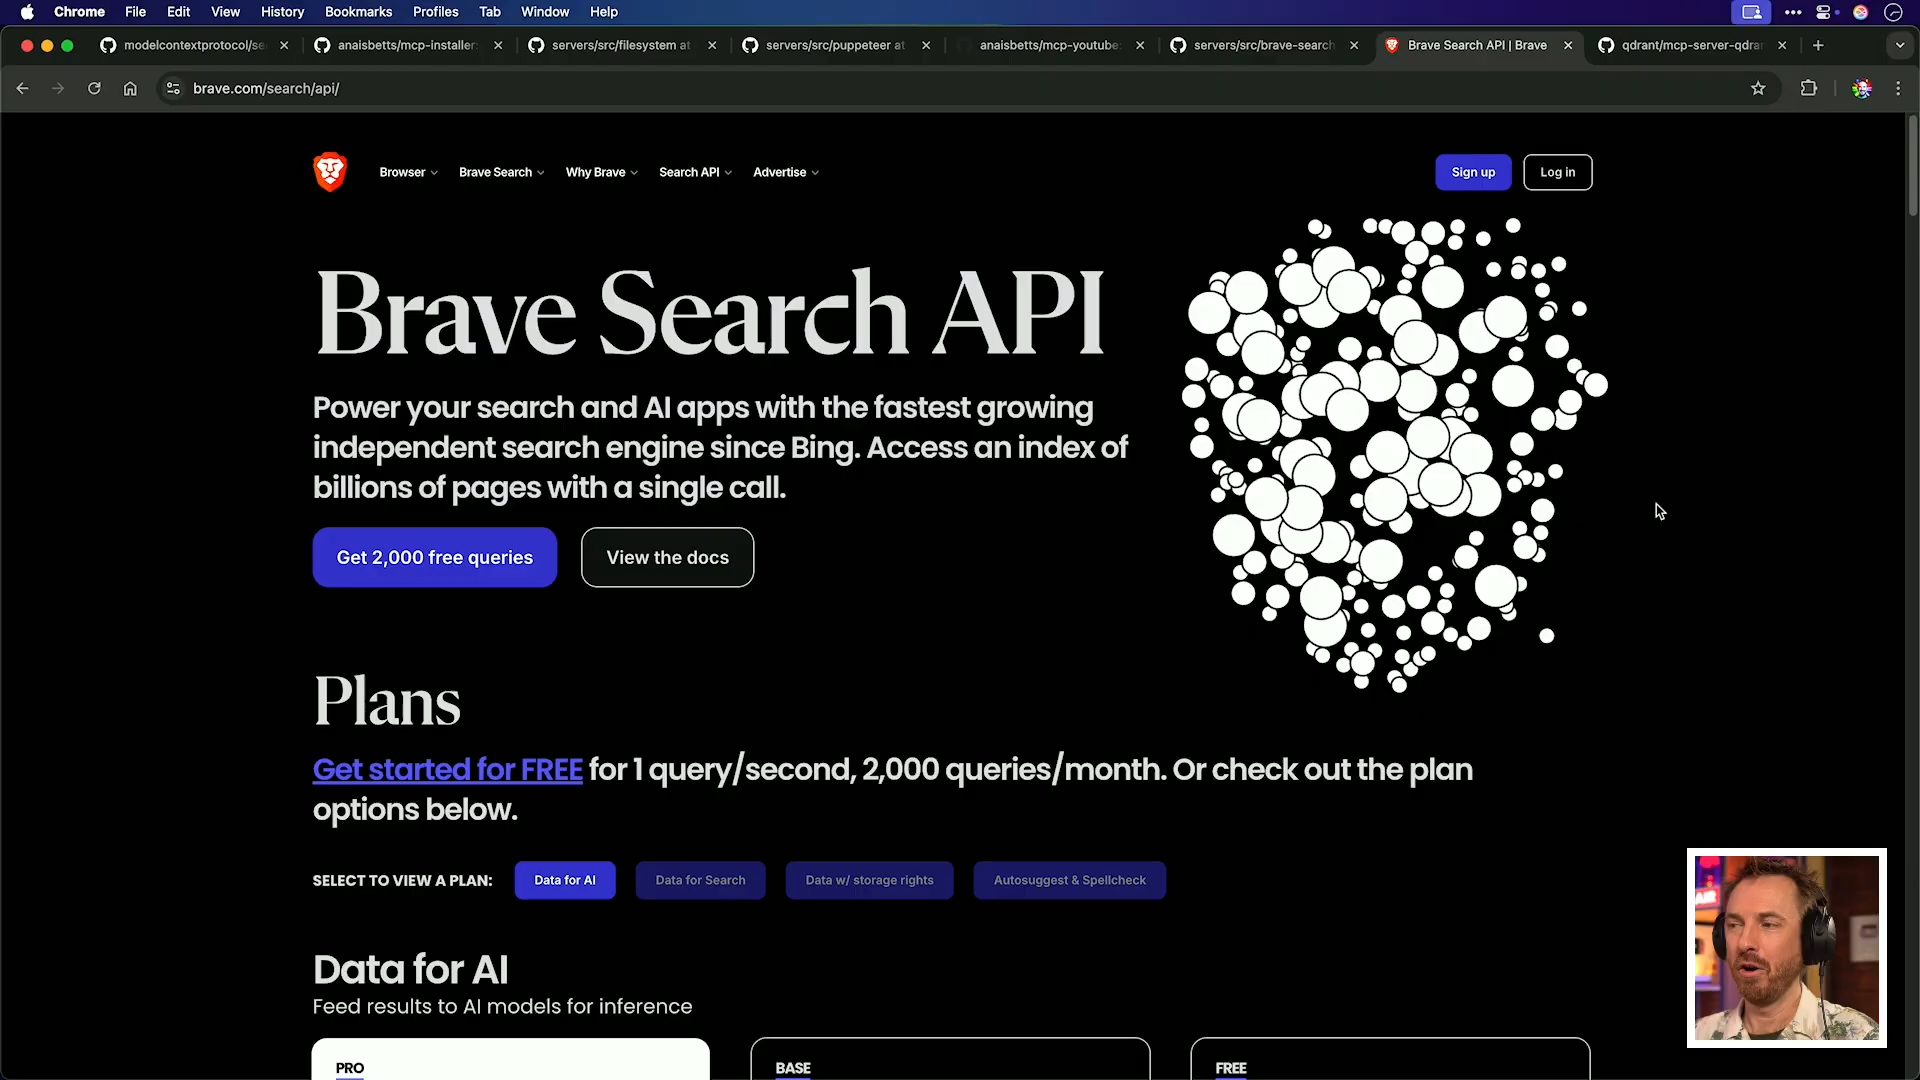 Chrome File Edit View History Bookmarks Profiles Tab Window Help
modelcontextprotocol/se
anaisbetts/mcp-installer:
servers/src/filesystem at
servers/src/puppeteer at
anaisbetts/mcp-youtube:
servers/src/brave-search
Brave Search API | Brave
qdrant/mcp-server-qdra
brave.com/search/api/
Browser Brave Search Why Brave Search API Advertise
Sign up Log in
Brave Search API
Power your search and AI apps with the fastest growing
independent search engine since Bing. Access an index of
billions of pages with a single call.
Get 2,000 free queries View the docs
Plans
Get started for FREE for 1 query/second, 2,000 queries/month. Or check out the plan
options below.
SELECT TO VIEW A PLAN: Data for AI Data for Search Data w/ storage rights Autosuggest & Spellcheck
Data for AI
Feed results to AI models for inference
PRO BASE FREE